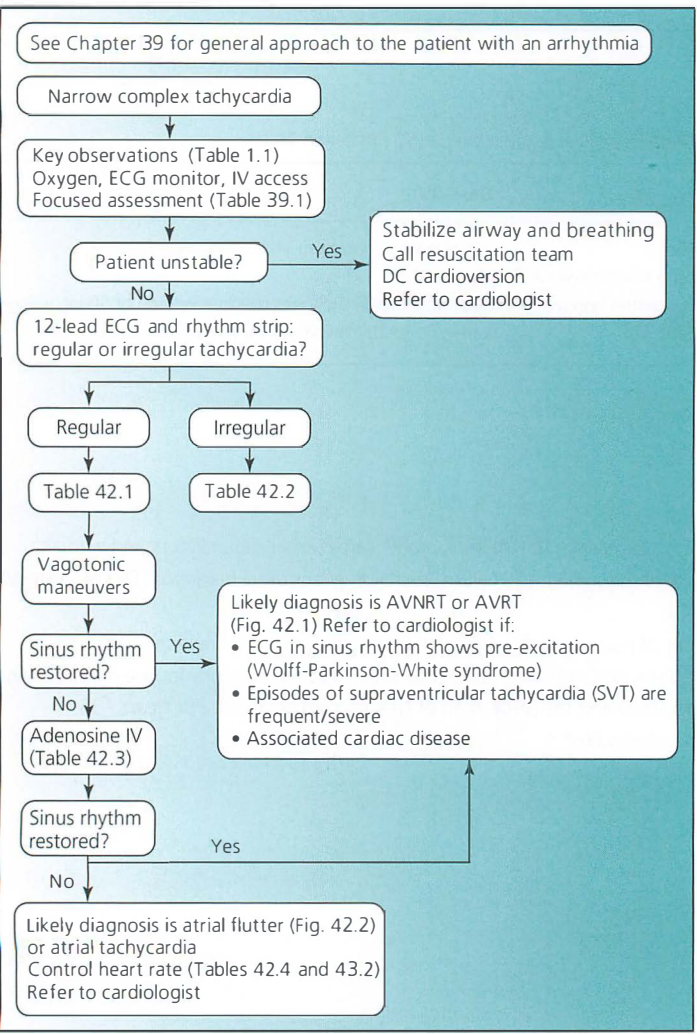 See Chapter 39 for general approach to the patient with an arrhythmia
Narrow complex tachycardia
Key observations (Table 1.1)
Oxygen, ECG monitor, IV access
Focused assessment (Table 39.1)
Patient unstable?
Yes
Stabilize airway and breathing
Call resuscitation team
DC cardioversion
Refer to cardiologist
No
12-lead ECG and rhythm strip:
regular or irregular tachycardia?
Regular
Irregular
Table 42.1
Table 42.2
Vagotonic
maneuvers
Sinus rhythm
restored?
Yes
Likely diagnosis is AVNRT or AVRT
(Fig. 42.1) Refer to cardiologist if:
• ECG in sinus rhythm shows pre-excitation
(Wolff-Parkinson-White syndrome)
• Episodes of supraventricular tachycardia (SVT) are
frequent/severe
• Associated cardiac disease
No
Adenosine IV
(Table 42.3)
Sinus rhythm
restored?
Yes
No
Likely diagnosis is atrial flutter (Fig. 42.2)
or atrial tachycardia
Control heart rate (Tables 42.4 and 43.2)
Refer to cardiologist